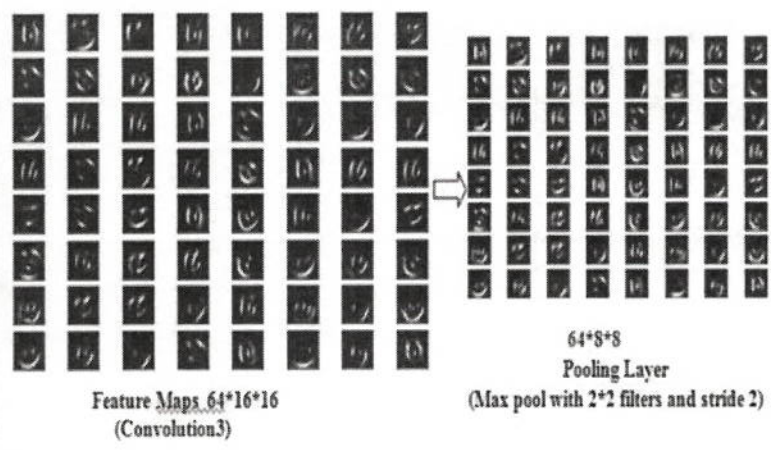 Feature Maps 64*16*16
(Convolution3)
64*8*8
Pooling Layer
(Max pool with 2*2 filters and stride 2)